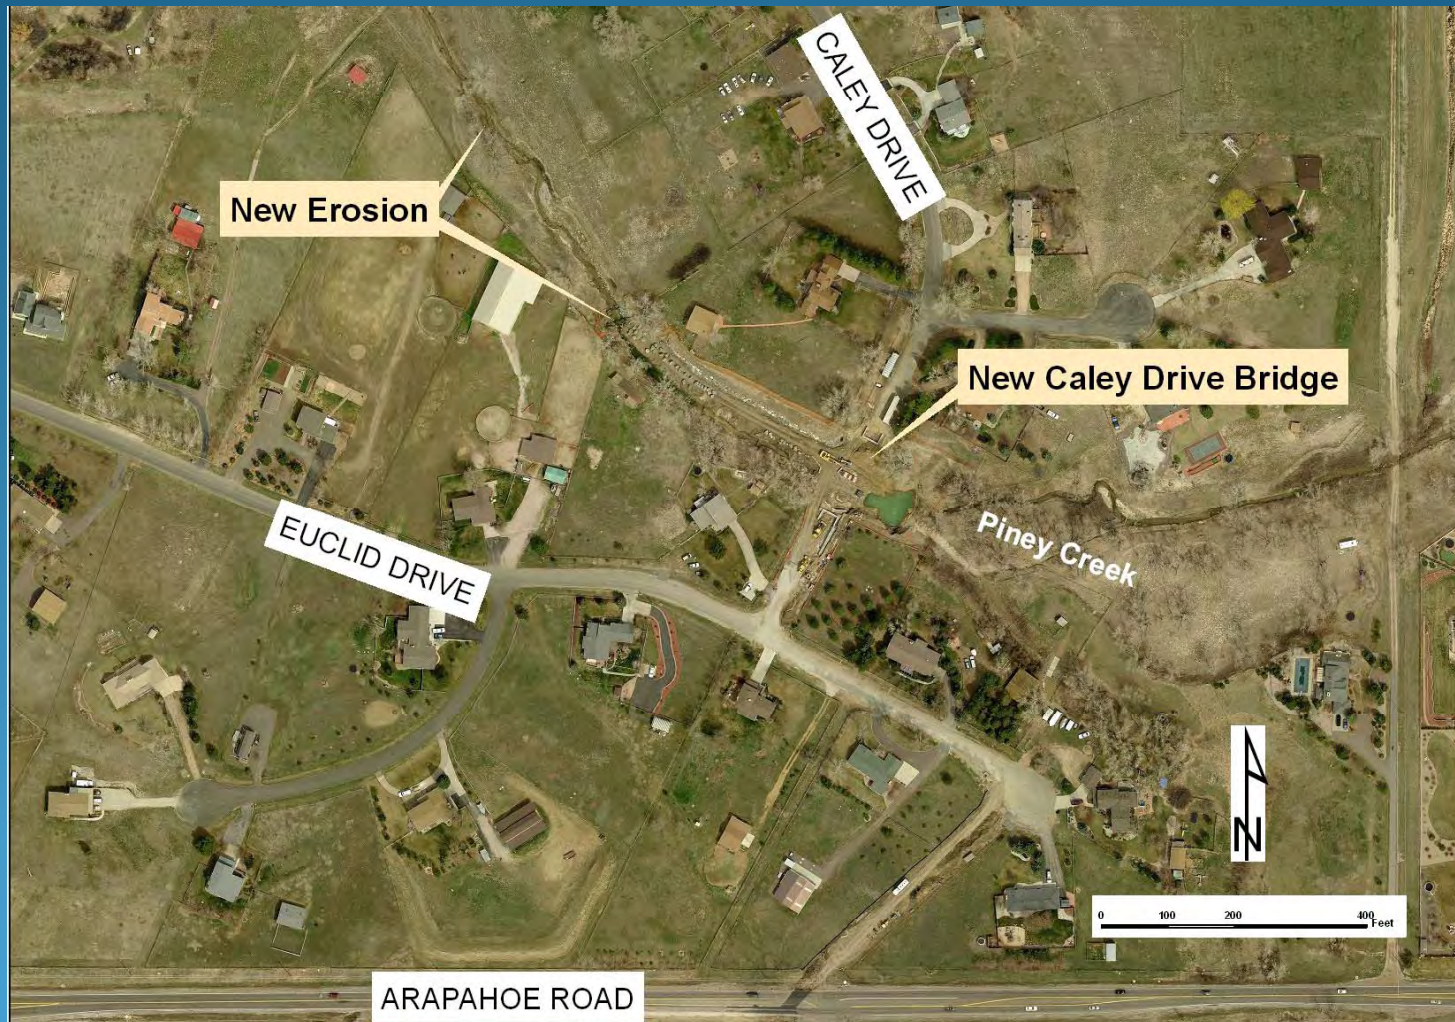 CALEY DRIVE
New Erosion
New Caley Drive Bridge
Piney Creek
EUCLID DRIVE
N
0 100 200 400
Feet
ARAPAHOE ROAD